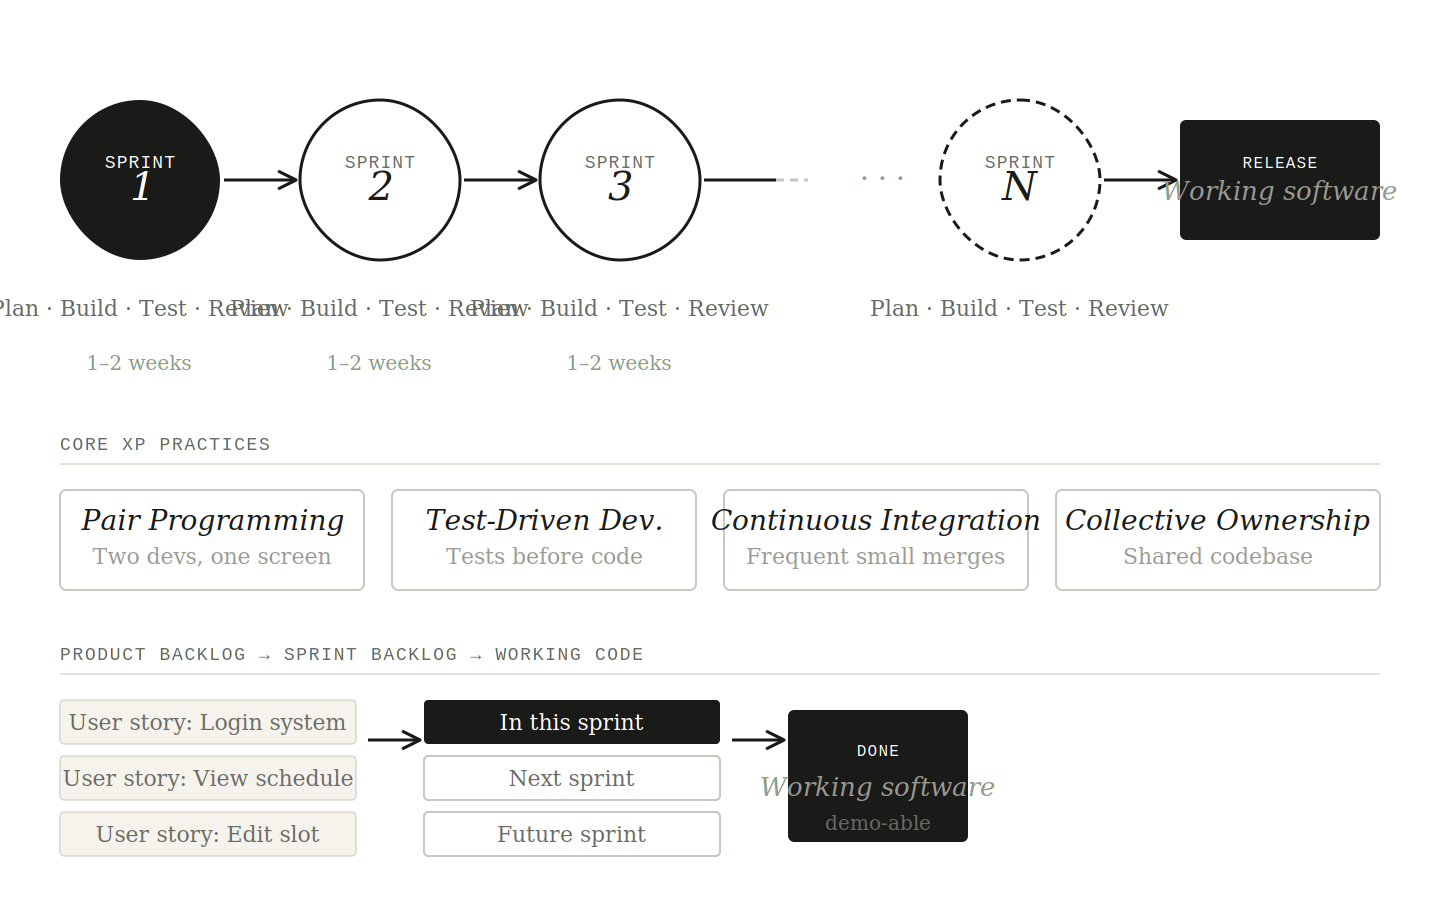 SPRINT
1
SPRINT
2
SPRINT
3
· · ·
SPRINT
N
RELEASE
Working software
Plan · Build · Test · Review
Plan · Build · Test · Review
Plan · Build · Test · Review
Plan · Build · Test · Review
1–2 weeks
1–2 weeks
1–2 weeks
CORE XP PRACTICES
Pair Programming
Two devs, one screen
Test-Driven Dev.
Tests before code
Continuous Integration
Frequent small merges
Collective Ownership
Shared codebase
PRODUCT BACKLOG → SPRINT BACKLOG → WORKING CODE
User story: Login system
User story: View schedule
User story: Edit slot
In this sprint
Next sprint
Future sprint
DONE
Working software
demo-able